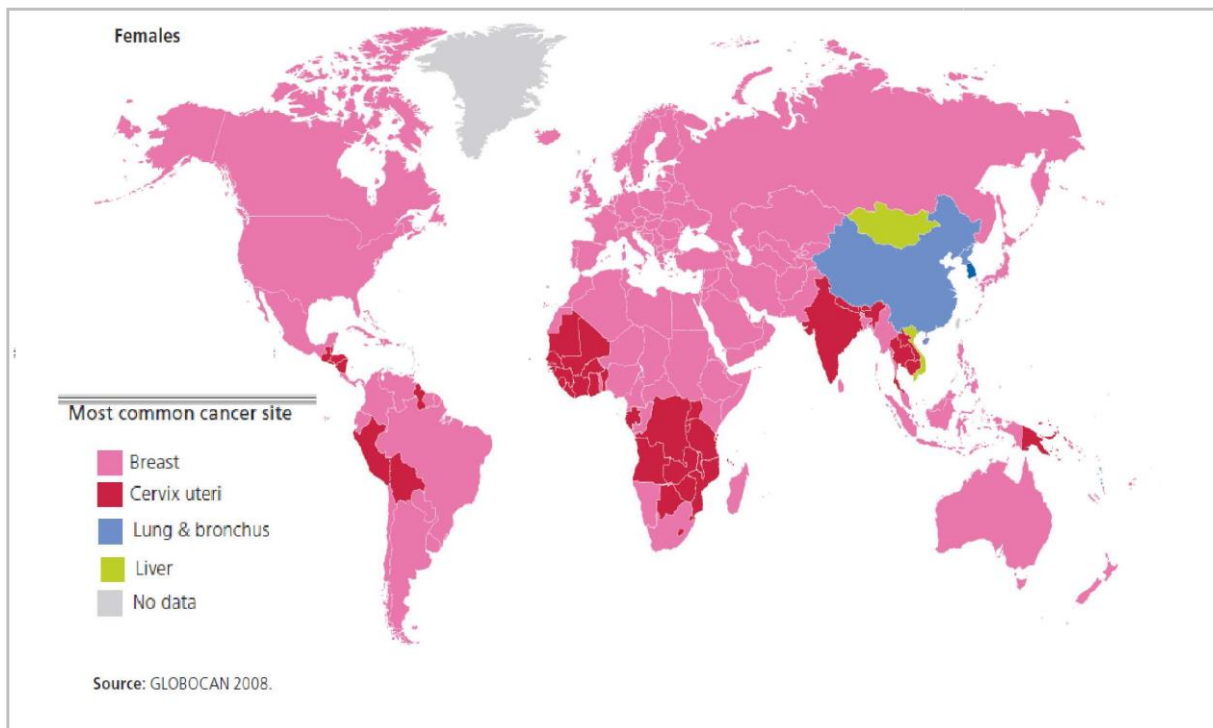 Females
Most common cancer site
Breast
Cervix uteri
Lung & bronchus
Liver
No data
Source: GLOBOCAN 2008.